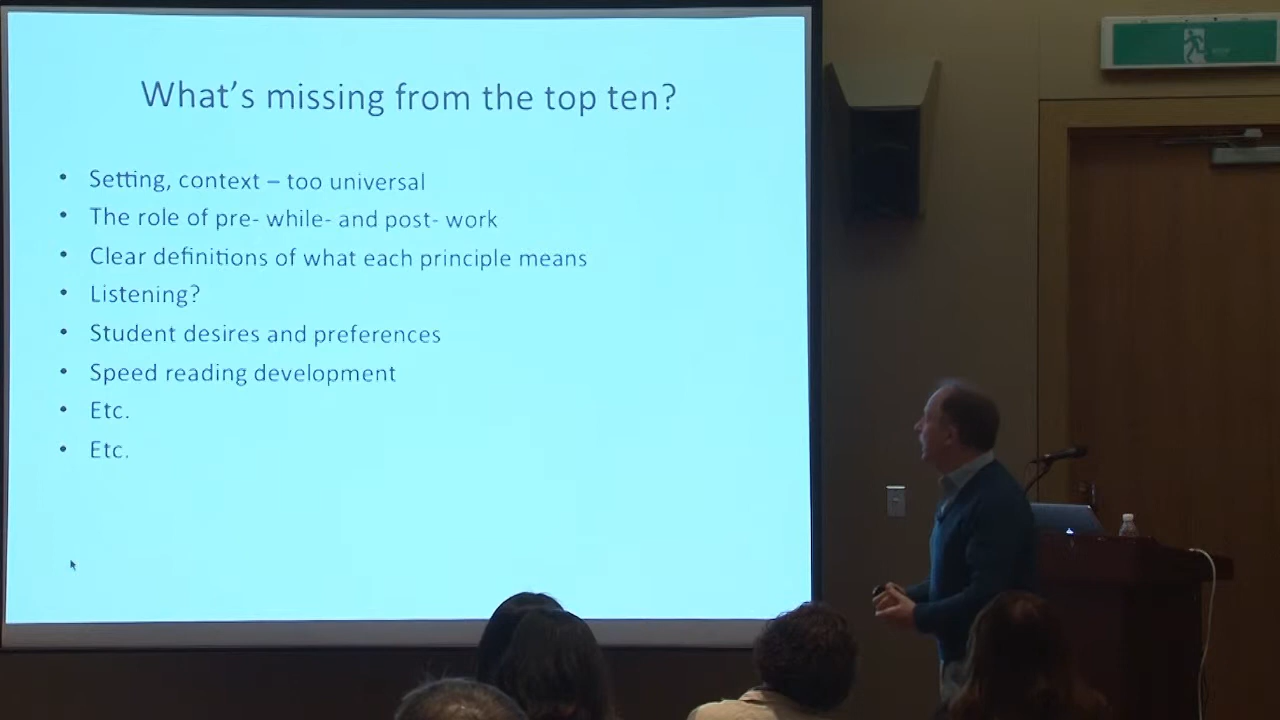 What's missing from the top ten?
• Setting, context – too universal
• The role of pre- while- and post- work
• Clear definitions of what each principle means
• Listening?
• Student desires and preferences
• Speed reading development
• Etc.
• Etc.